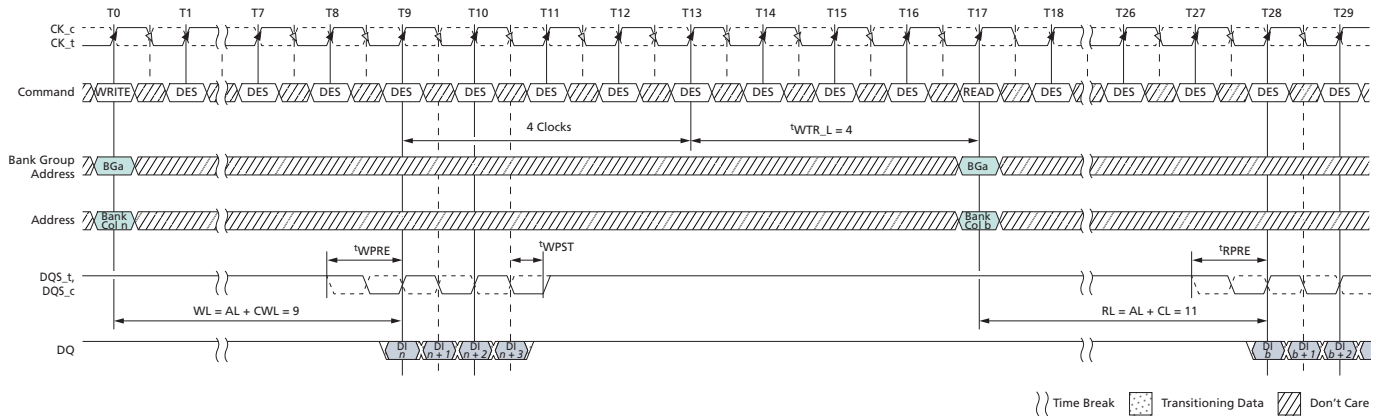 T0 T1 T7 T8 T9 T10 T11 T12 T13 T14 T15 T16 T17 T18 T26 T27 T28 T29
CK_c
CK_t
Command WRITE DES DES DES DES DES DES DES DES DES DES DES READ DES DES DES DES DES
4 Clocks tWTR_L = 4
Bank Group
Address BGa BGa
Address Bank
Col n Bank
Col b
tWPRE tWPST tRPRE
DQS_t,
DQS_c
WL = AL + CWL = 9 RL = AL + CL = 11
DQ DI
n DI
n + 1 DI
n + 2 DI
n + 3 DI
b DI
b + 1 DI
b + 2
Time Break Transitioning Data Don't Care